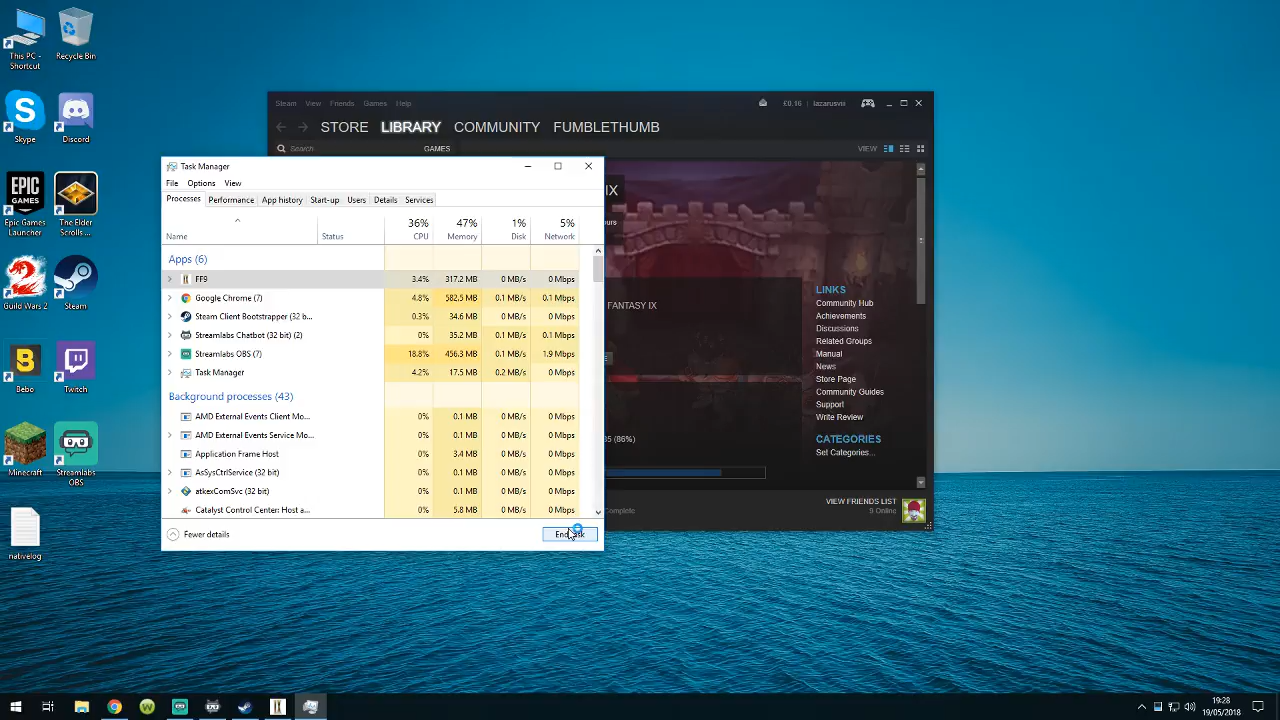 This PC -
Shortcut
Recycle Bin
Skype
Discord
EPIC
GAMES
Epic Games
Launcher
The Elder
Scrolls ...
Guild Wars 2
Steam
Bebo
Twitch
Minecraft
Streamlabs
OBS
nativelog
Steam View Friends Games Help
£0.16 lazarusviii
STORE LIBRARY COMMUNITY FUMBLETHUMB
Search GAMES VIEW
IX
ours
FANTASY IX
35 (86%)
LINKS
Community Hub
Achievements
Discussions
Related Groups
Manual
News
Store Page
Community Guides
Support
Write Review
CATEGORIES
Set Categories...
VIEW FRIENDS LIST
9 Online
Complete
Task Manager
File Options View
Processes Performance App history Start-up Users Details Services
36% 47% 1% 5%
Name Status CPU Memory Disk Network
Apps (6)
FF9 3.4% 317.2 MB 0 MB/s 0 Mbps
Google Chrome (7) 4.8% 582.5 MB 0.1 MB/s 0.1 Mbps
Steam Client Bootstrapper (32 b... 0.3% 34.6 MB 0 MB/s 0 Mbps
Streamlabs Chatbot (32 bit) (2) 0% 35.2 MB 0.1 MB/s 0.1 Mbps
Streamlabs OBS (7) 18.8% 456.3 MB 0.1 MB/s 1.9 Mbps
Task Manager 4.2% 17.5 MB 0.2 MB/s 0 Mbps
Background processes (43)
AMD External Events Client Mo... 0% 0.1 MB 0 MB/s 0 Mbps
AMD External Events Service Mo... 0% 0.1 MB 0 MB/s 0 Mbps
Application Frame Host 0% 3.4 MB 0 MB/s 0 Mbps
AsSysCtrlService (32 bit) 0% 0.1 MB 0 MB/s 0 Mbps
atkexComSvc (32 bit) 0% 0.1 MB 0 MB/s 0 Mbps
Catalyst Control Center: Host a... 0% 5.8 MB 0 MB/s 0 Mbps
Fewer details
End task
19:28
19/05/2018